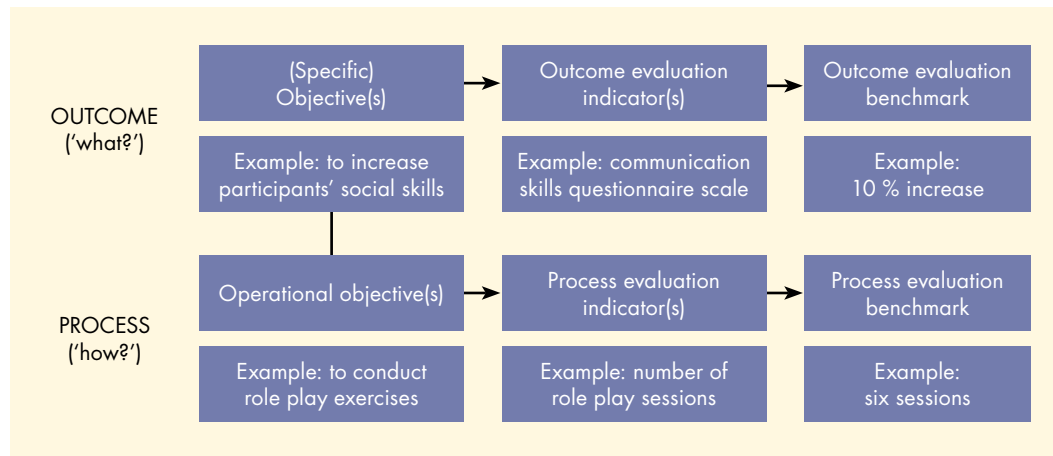 OUTCOME
(‘what?’)
(Specific)
Objective(s)
Outcome evaluation
indicator(s)
Outcome evaluation
benchmark
Example: to increase
participants’ social skills
Example: communication
skills questionnaire scale
Example:
10 % increase
PROCESS
(‘how?’)
Operational objective(s)
Process evaluation
indicator(s)
Process evaluation
benchmark
Example: to conduct
role play exercises
Example: number of
role play sessions
Example:
six sessions